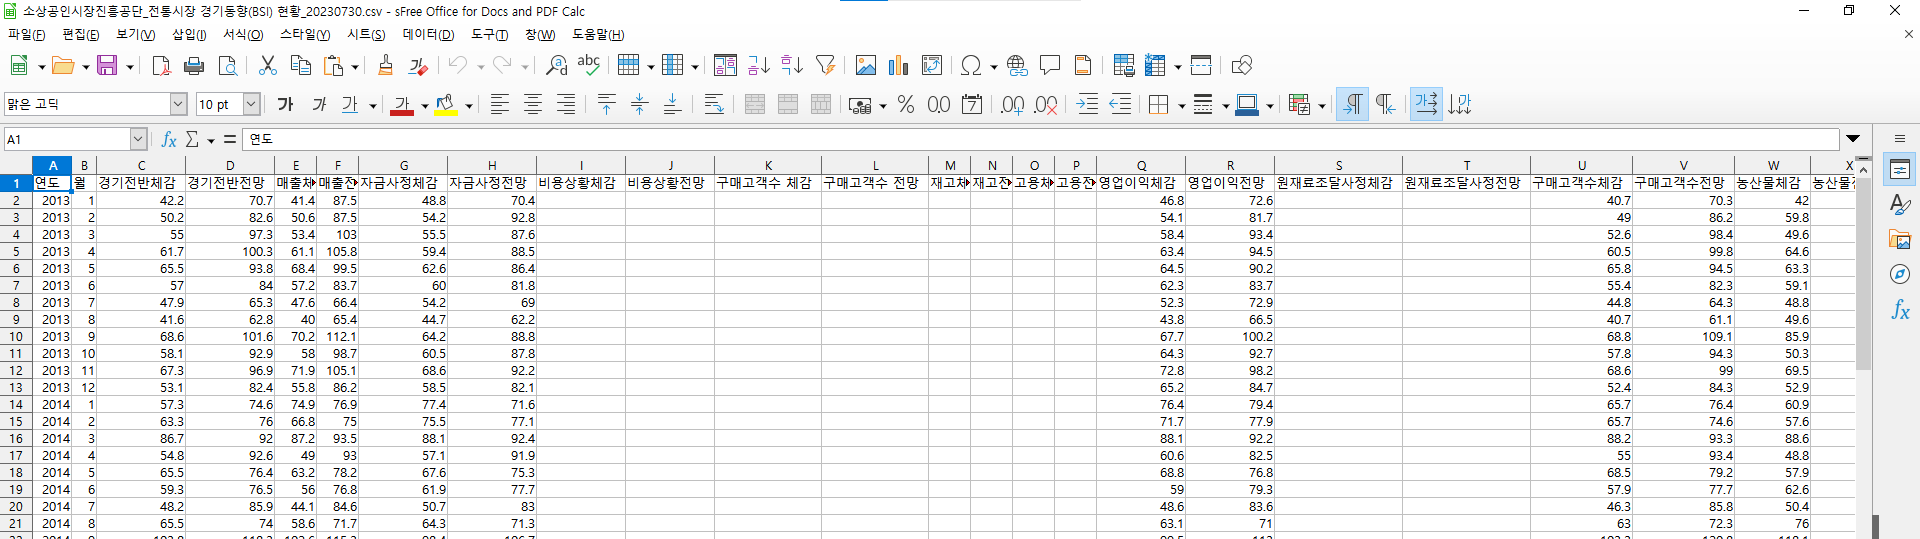 소상공인시장진흥공단_전통시장 경기동향(BSI) 현황_20230730.csv - sFree Office for Docs and PDF Calc
파일(F) 편집(E) 보기(V) 삽입(I) 서식(O) 스타일(Y) 시트(S) 데이터(D) 도구(T) 창(W) 도움말(H)
맑은 고딕 10 pt 가 가 가 가
A1 연도
A B C D E F G H I J K L M N O P Q R S T U V W X
1 연도 월 경기전반체감 경기전반전망 매출체 매출전 자금사정체감 자금사정전망 비용상황체감 비용상황전망 구매고객수 체감 구매고객수 전망 재고체 재고전 고용체 고용전 영업이익체감 영업이익전망 원재료조달사정체감 원재료조달사정전망 구매고객수체감 구매고객수전망 농산물체감 농산물전
2 2013 1 42.2 70.7 41.4 87.5 48.8 70.4 46.8 72.6 40.7 70.3 42
3 2013 2 50.2 82.6 50.6 87.5 54.2 92.8 54.1 81.7 49 86.2 59.8
4 2013 3 55 97.3 53.4 103 55.5 87.6 58.4 93.4 52.6 98.4 49.6
5 2013 4 61.7 100.3 61.1 105.8 59.4 88.5 63.4 94.5 60.5 99.8 64.6
6 2013 5 65.5 93.8 68.4 99.5 62.6 86.4 64.5 90.2 65.8 94.5 63.3
7 2013 6 57 84 57.2 83.7 60 81.8 62.3 83.7 55.4 82.3 59.1
8 2013 7 47.9 65.3 47.6 66.4 54.2 69 52.3 72.9 44.8 64.3 48.8
9 2013 8 41.6 62.8 40 65.4 44.7 62.2 43.8 66.5 40.7 61.1 49.6
10 2013 9 68.6 101.6 70.2 112.1 64.2 88.8 67.7 100.2 68.8 109.1 85.9
11 2013 10 58.1 92.9 58 98.7 60.5 87.8 64.3 92.7 57.8 94.3 50.3
12 2013 11 67.3 96.9 71.9 105.1 68.6 92.2 72.8 98.2 68.6 99 69.5
13 2013 12 53.1 82.4 55.8 86.2 58.5 82.1 65.2 84.7 52.4 84.3 52.9
14 2014 1 57.3 74.6 74.9 76.9 77.4 71.6 76.4 79.4 65.7 76.4 60.9
15 2014 2 63.3 76 66.8 75 75.5 77.1 71.7 77.9 65.7 74.6 57.6
16 2014 3 86.7 92 87.2 93.5 88.1 92.4 88.1 92.2 88.2 93.3 88.6
17 2014 4 54.8 92.6 49 93 57.1 91.9 60.6 82.5 55 93.4 48.8
18 2014 5 65.5 76.4 63.2 78.2 67.6 75.3 68.8 76.8 68.5 79.2 57.9
19 2014 6 59.3 76.5 56 76.8 61.9 77.7 59 79.3 57.9 77.7 62.6
20 2014 7 48.2 85.9 44.1 84.6 50.7 83 48.6 83.6 46.3 85.8 50.4
21 2014 8 65.5 74 58.6 71.7 64.3 71.3 63.1 71 63 72.3 76